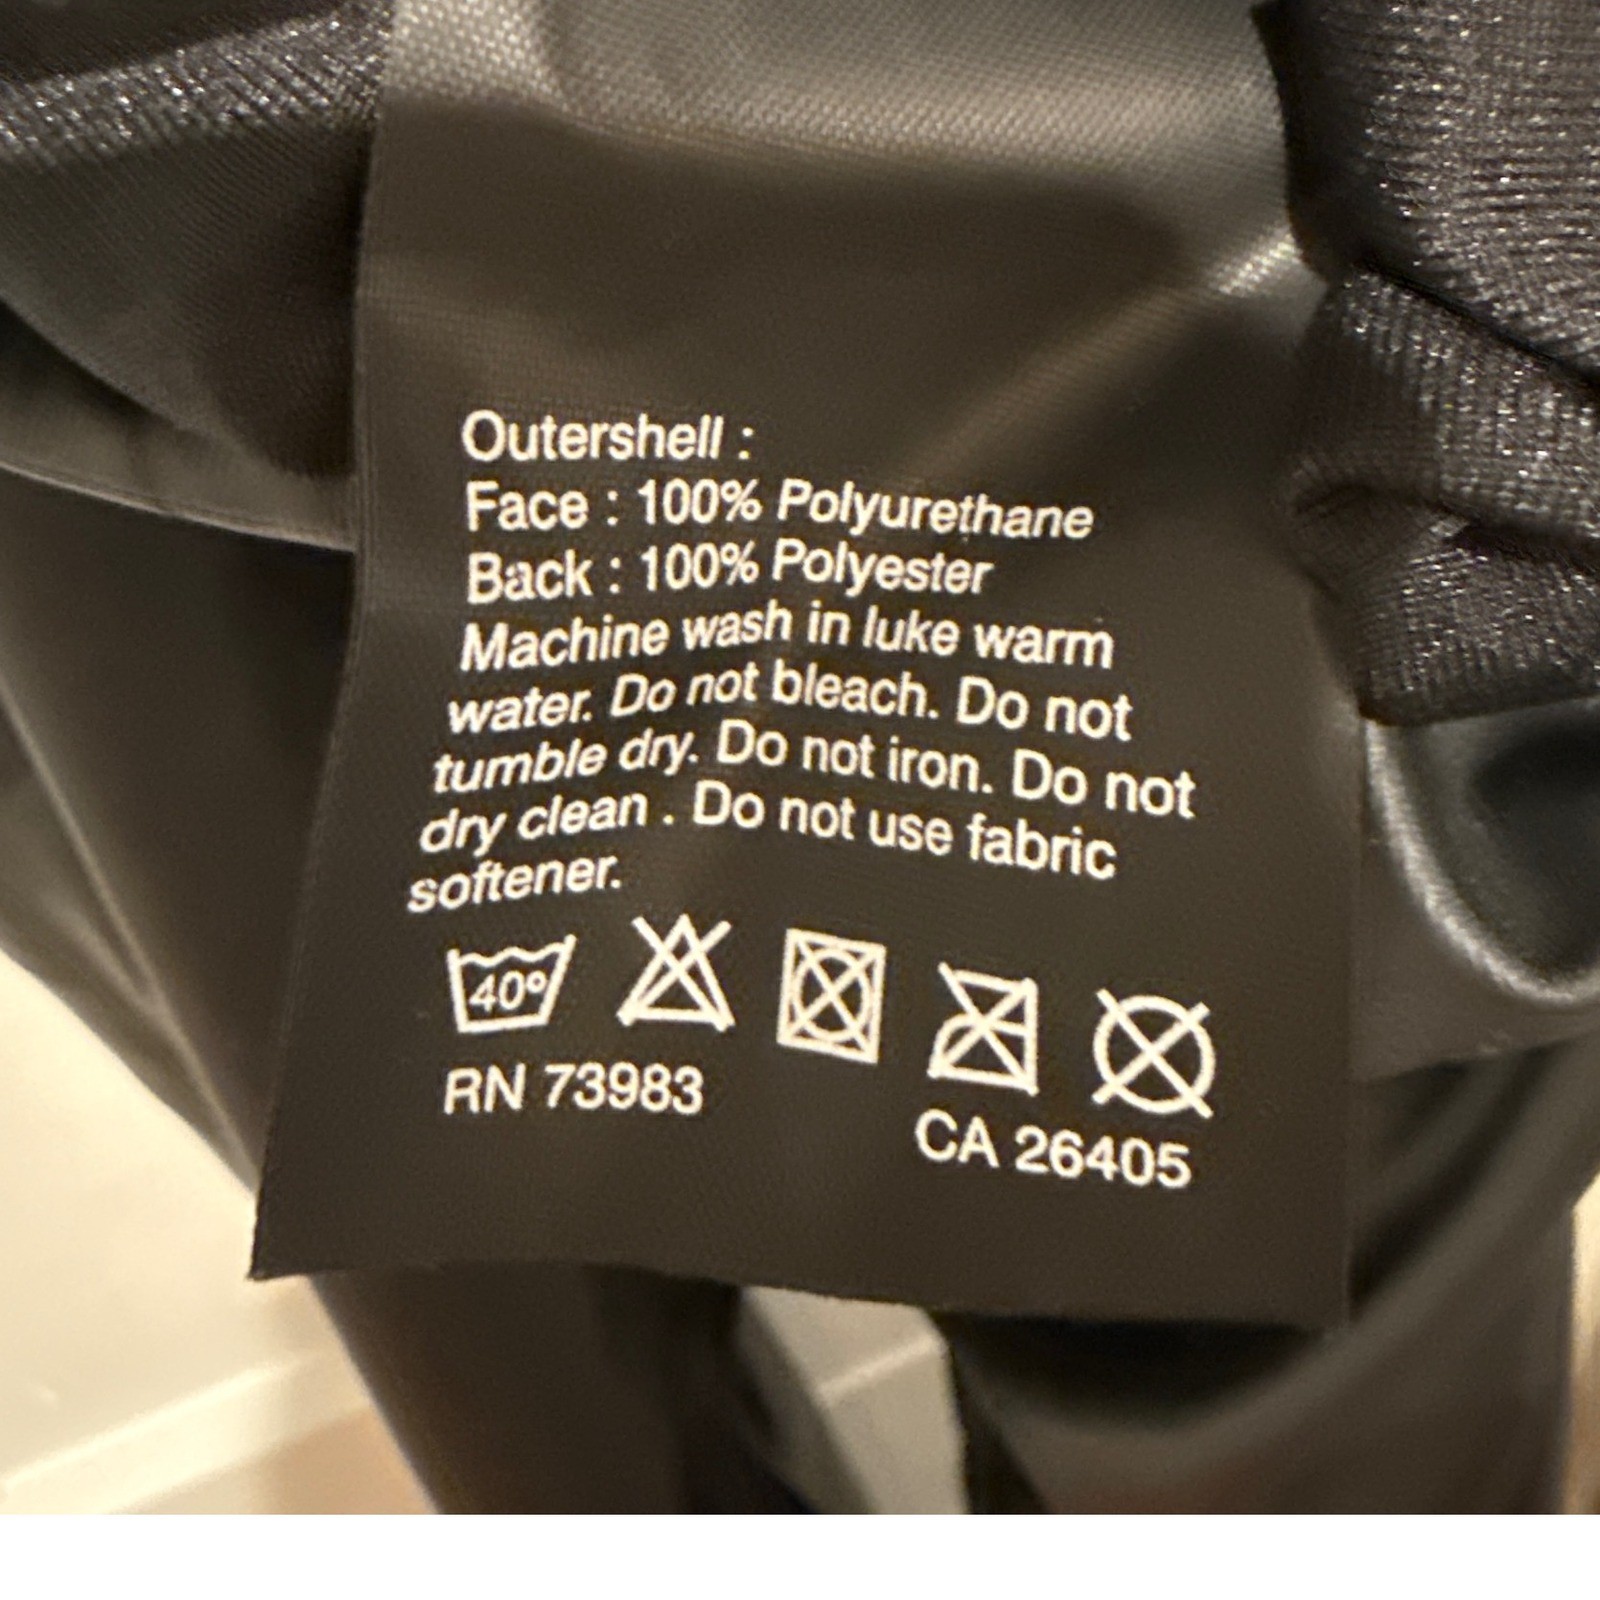 Outershell :
Face : 100% Polyurethane
Back : 100% Polyester
Machine wash in luke warm
water. Do not bleach. Do not
tumble dry. Do not iron. Do not
dry clean . Do not use fabric
softener.
40°
RN 73983
CA 26405